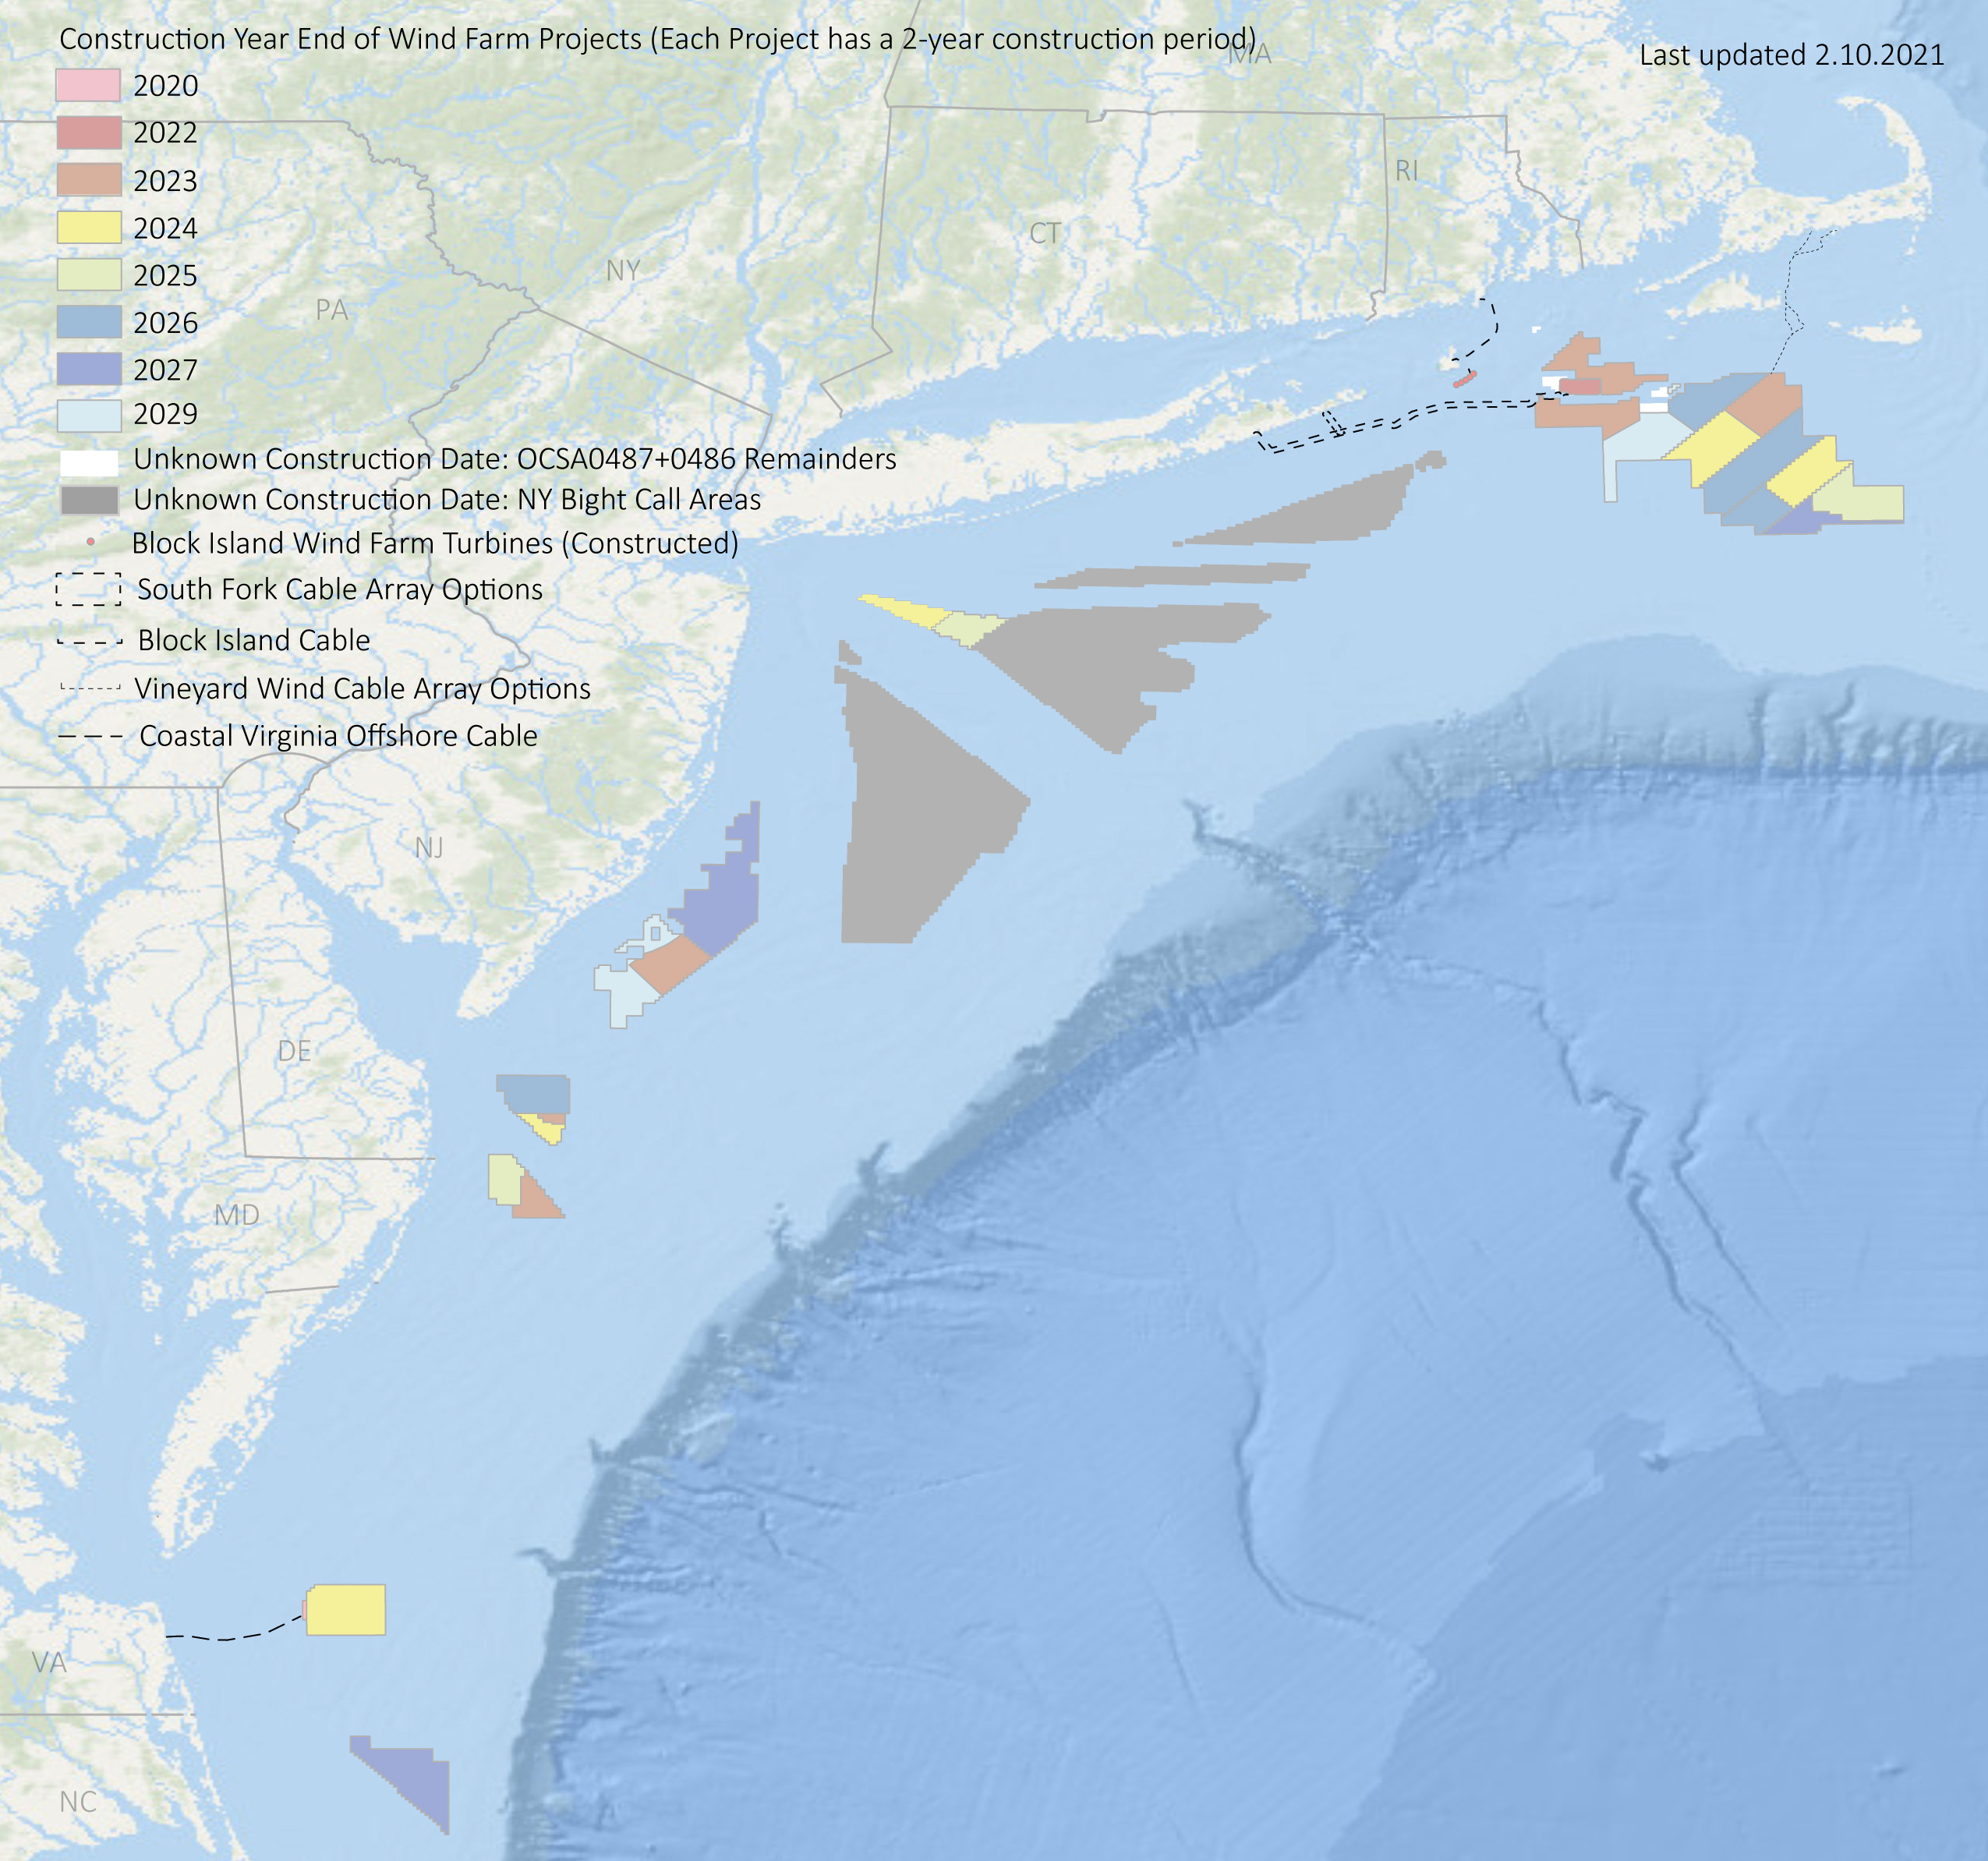 Construction Year End of Wind Farm Projects (Each Project has a 2-year construction period)
Last updated 2.10.2021
2020
2022
2023
2024
2025
2026
2027
2029
Unknown Construction Date: OCSA0487+0486 Remainders
Unknown Construction Date: NY Bight Call Areas
Block Island Wind Farm Turbines (Constructed)
South Fork Cable Array Options
Block Island Cable
Vineyard Wind Cable Array Options
Coastal Virginia Offshore Cable
MA
RI
CT
NY
PA
NJ
DE
MD
VA
NC